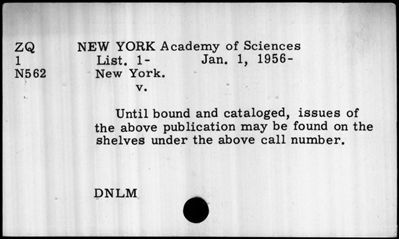 ZQ NEW YORK Academy of Sciences
1 List. 1- Jan. 1, 1956-
N562 New York.
v.
Until bound and cataloged, issues of
the above publication may be found on the
shelves under the above call number.
DNLM